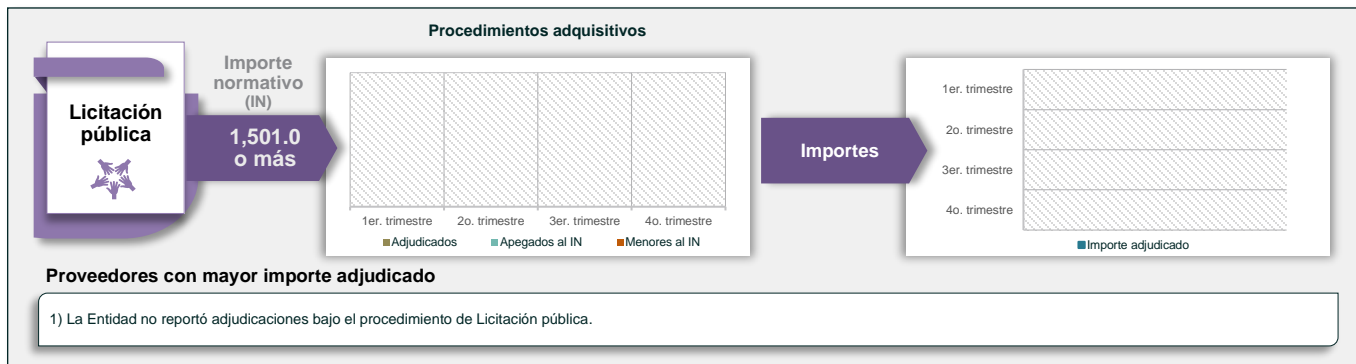 Procedimientos adquisitivos
Licitación
pública
Importe
normativo
(IN)
1,501.0
o más
1er. trimestre 2o. trimestre 3er. trimestre 4o. trimestre
Adjudicados Apegados al IN Menores al IN
Importes
1er. trimestre
2o. trimestre
3er. trimestre
4o. trimestre
Importe adjudicado
Proveedores con mayor importe adjudicado
1) La Entidad no reportó adjudicaciones bajo el procedimiento de Licitación pública.